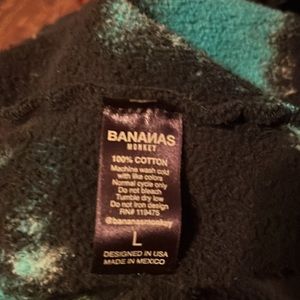 BANAИAS
MONKEY
100% COTTON
Machine wash cold
with like colors
Normal cycle only
Do not bleach
Tumble dry low
Do not iron design
RN# 119475
@bananasmonkey
L
DESIGNED IN USA
MADE IN MEXICO